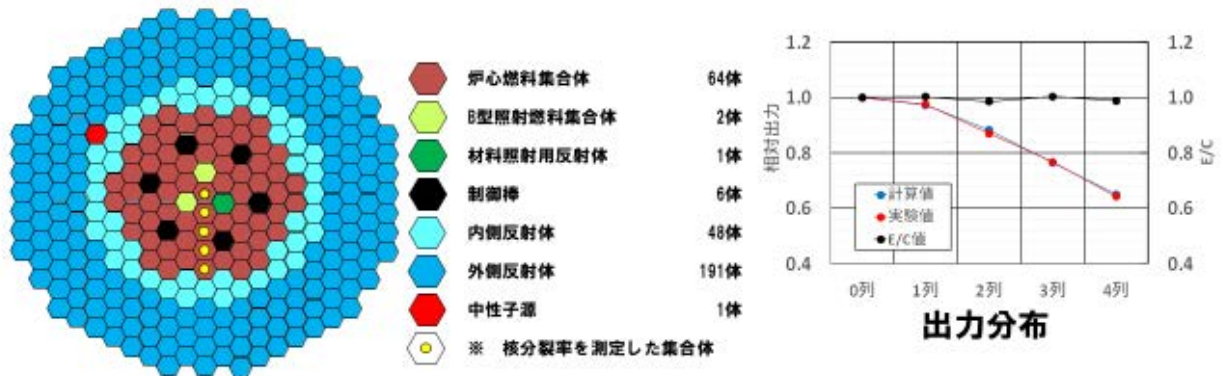 炉心燃料集合体 64体
B型照射燃料集合体 2体
材料照射用反射体 1体
制御棒 6体
内側反射体 48体
外側反射体 191体
中性子源 1体
※ 核分裂率を測定した集合体
1.2 1.2
1.0 1.0
0.8 0.8
0.6 0.6
0.4 0.4
相対出力
E/C
計算値
実験値
E/C値
0列 1列 2列 3列 4列
出力分布